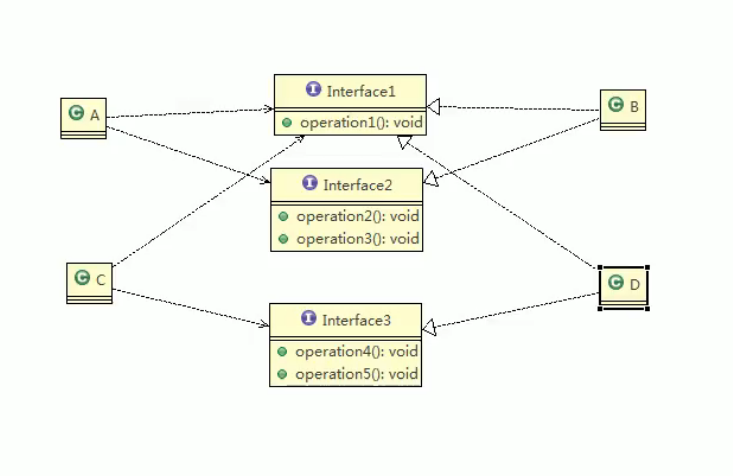 Interface1
A
B
operation1(): void
Interface2
operation2(): void
operation3(): void
C
D
Interface3
operation4(): void
operation5(): void